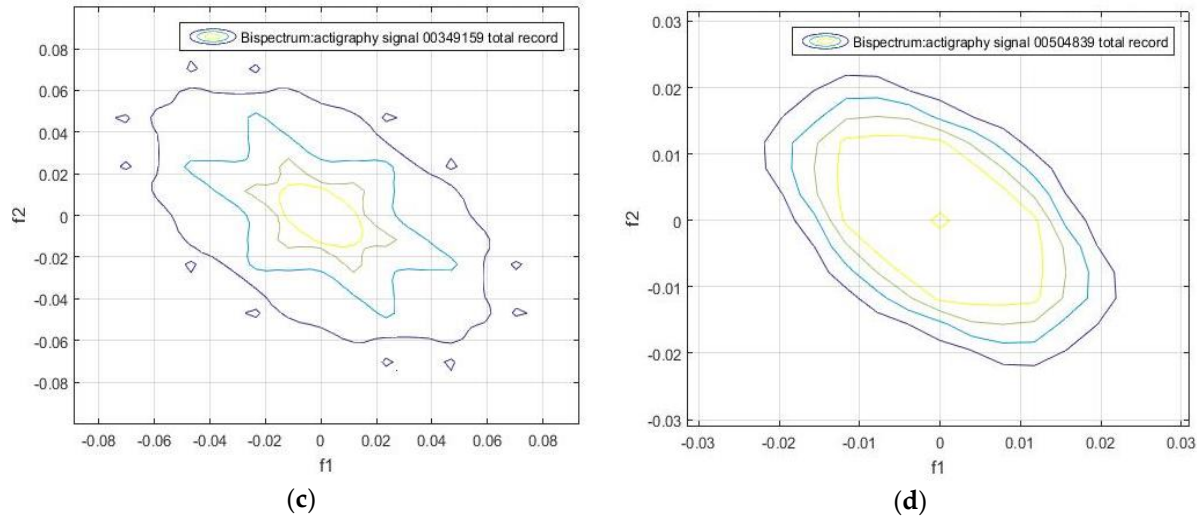 Bispectrum:actigraphy signal 00349159 total record
0.08
0.06
0.04
0.02
0
-0.02
-0.04
-0.06
-0.08
f2
-0.08 -0.06 -0.04 -0.02 0 0.02 0.04 0.06 0.08
f1
(c)
Bispectrum:actigraphy signal 00504839 total record
0.03
0.02
0.01
0
-0.01
-0.02
-0.03
f2
-0.03 -0.02 -0.01 0 0.01 0.02 0.03
f1
(d)